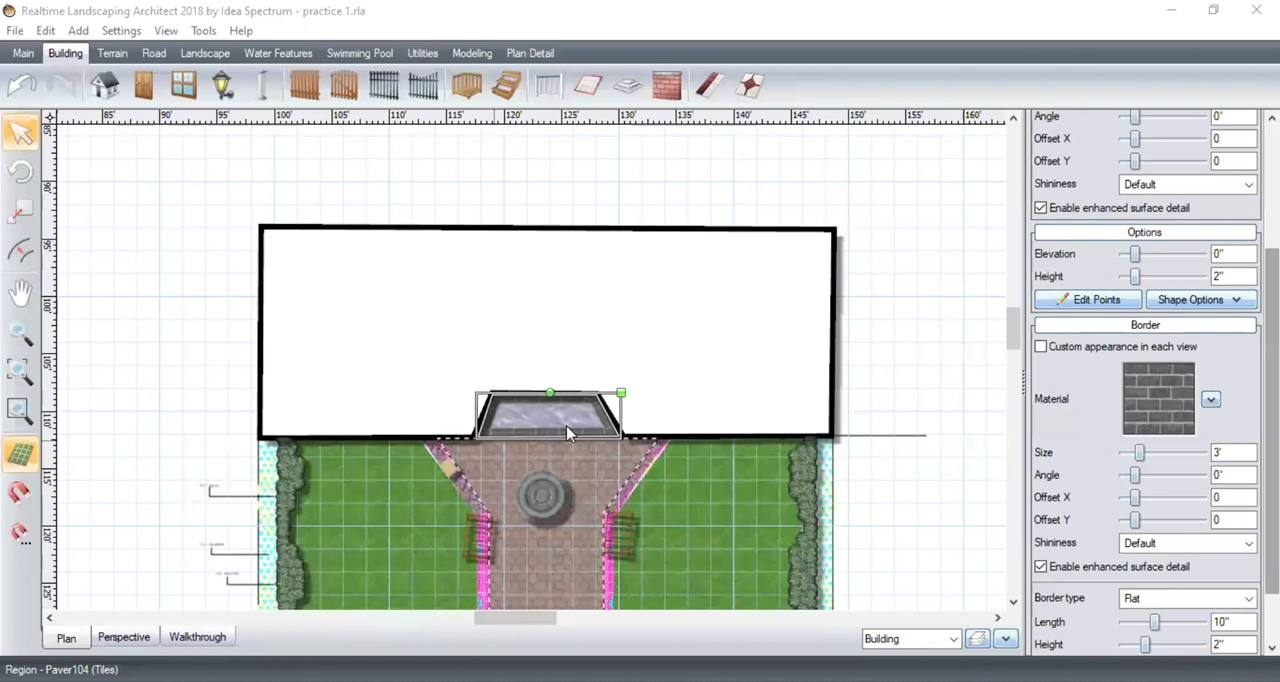 Realtime Landscaping Architect 2018 by Idea Spectrum - practice 1.rla
File Edit Add Settings View Tools Help
Main Building Terrain Road Landscape Water Features Swimming Pool Utilities Modeling Plan Detail
85' 90' 95' 100' 105' 110' 115' 120' 125' 130' 135' 140' 145' 150' 155' 160'
Angle 0°
Offset X 0
Offset Y 0
Shininess Default
Enable enhanced surface detail
Options
Elevation 0"
Height 2"
Edit Points Shape Options
Border
Custom appearance in each view
Material
Size 3'
Angle 0°
Offset X 0
Offset Y 0
Shininess Default
Enable enhanced surface detail
Border type Flat
Length 10"
Height 2"
Plan Perspective Walkthrough Building
Region - Paver104 (Tiles)